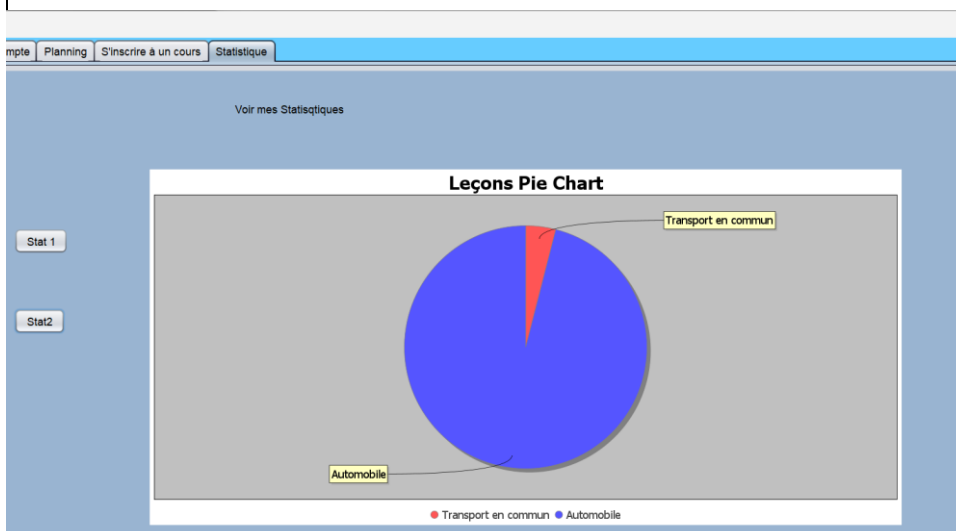 mpte Planning S'inscrire à un cours Statistique
Voir mes Statisqtiques
Leçons Pie Chart
Transport en commun
Stat 1
Stat2
Automobile
Transport en commun Automobile